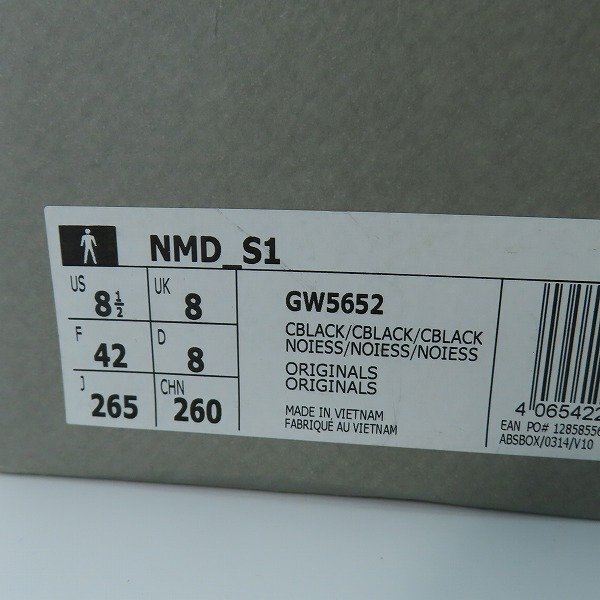 NMD_S1
US 8½ UK 8
F 42 D 8
J 265 CHN 260
GW5652
CBLACK/CBLACK/CBLACK
NOIESS/NOIESS/NOIESS
ORIGINALS
ORIGINALS
MADE IN VIETNAM
FABRIQUÉ AU VIETNAM
4 065422
EAN PO# 12858556
ABSBOX/0314/V10